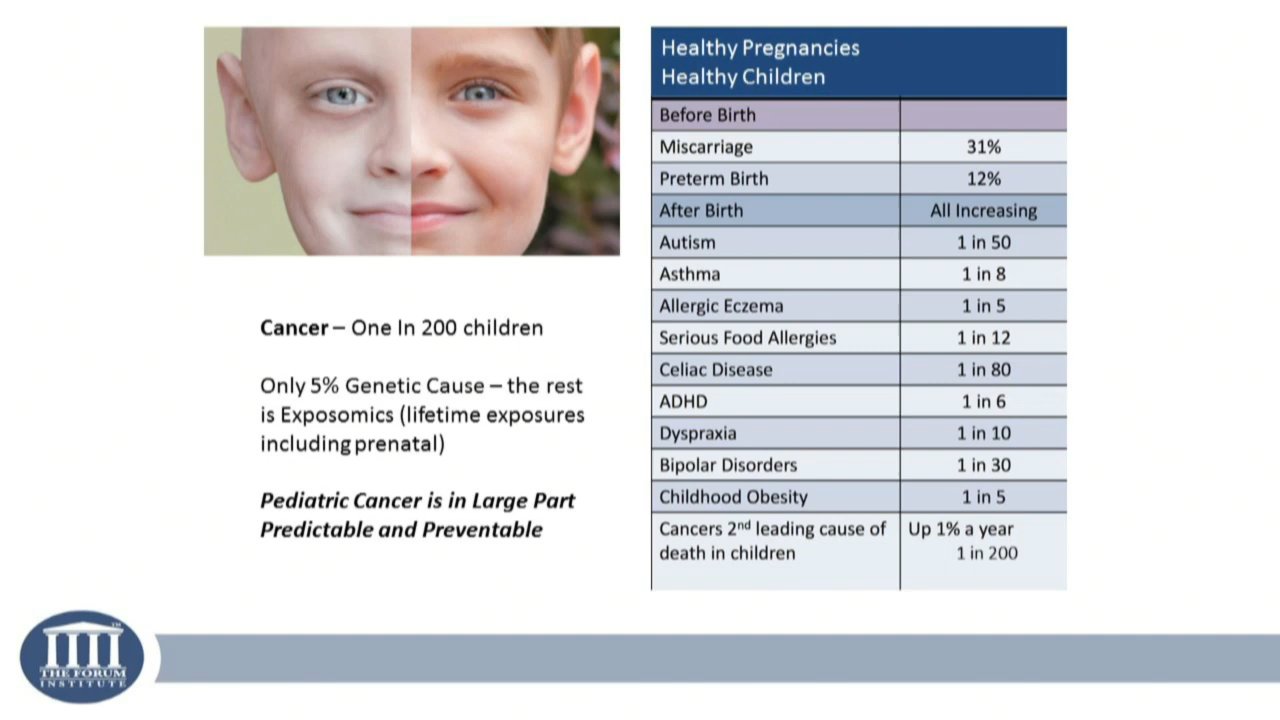 Healthy Pregnancies
Healthy Children
Before Birth
Miscarriage 31%
Preterm Birth 12%
After Birth All Increasing
Autism 1 in 50
Asthma 1 in 8
Allergic Eczema 1 in 5
Serious Food Allergies 1 in 12
Celiac Disease 1 in 80
ADHD 1 in 6
Dyspraxia 1 in 10
Bipolar Disorders 1 in 30
Childhood Obesity 1 in 5
Cancers 2nd leading cause of Up 1% a year
death in children 1 in 200
Cancer – One In 200 children
Only 5% Genetic Cause – the rest
is Exposomics (lifetime exposures
including prenatal)
Pediatric Cancer is in Large Part
Predictable and Preventable
TM
THE FORUM
INSTITUTE